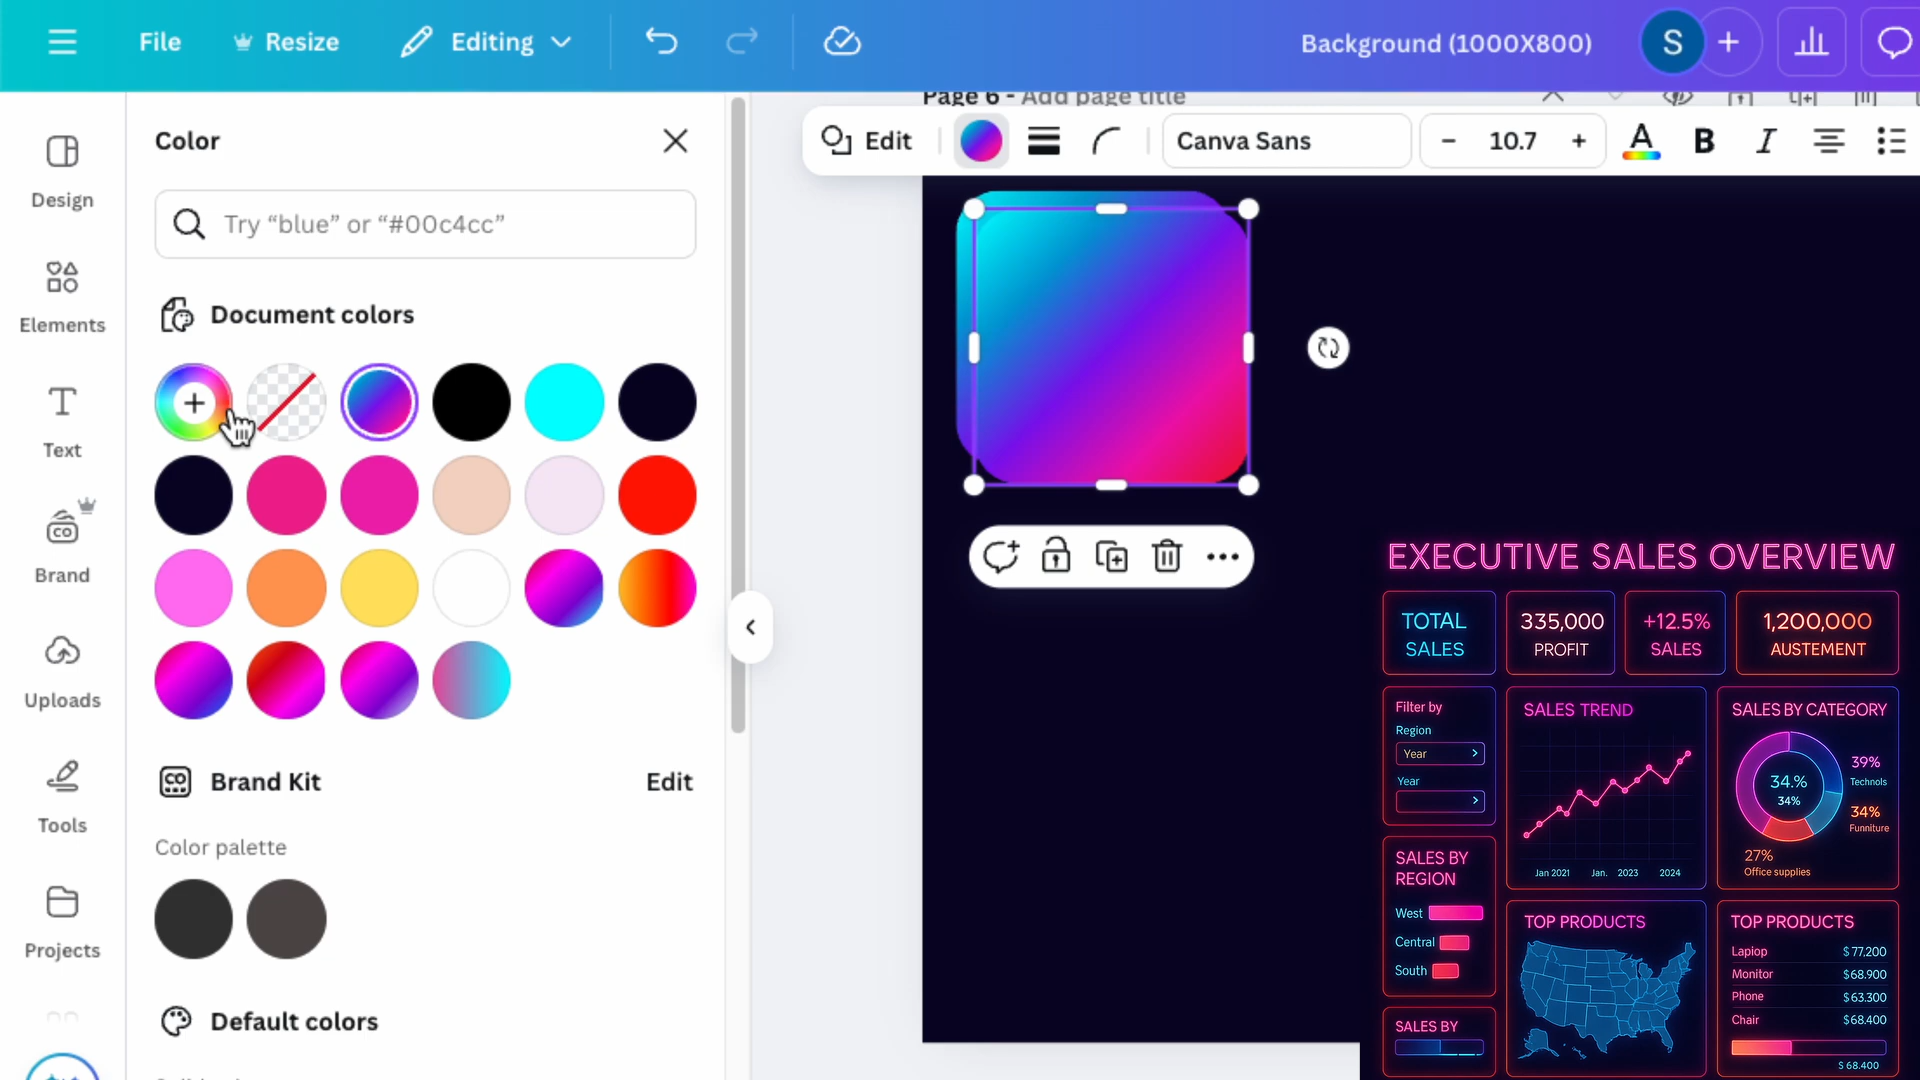 File
Resize
Editing
Background (1000X800)
S
Page 6 - Add page title
Design
Elements
Text
Brand
Uploads
Tools
Projects
Color
Try “blue” or “#00c4cc”
Document colors
Brand Kit
Edit
Color palette
Default colors
Edit
Canva Sans
10.7
A
B
I
EXECUTIVE SALES OVERVIEW
TOTAL
SALES
335,000
PROFIT
+12.5%
SALES
1,200,000
AUSTEMENT
Filter by
Region
Year
Year
SALES TREND
Jan 2021
Jan.
2023
2024
SALES BY CATEGORY
34.%
34%
39%
Technols
34%
Funniture
27%
Office supplies
SALES BY
REGION
West
Central
South
SALES BY
TOP PRODUCTS
TOP PRODUCTS
Lapiop $77.200
Monitor $68.900
Phone $63.300
Chair $68.400
$68.400